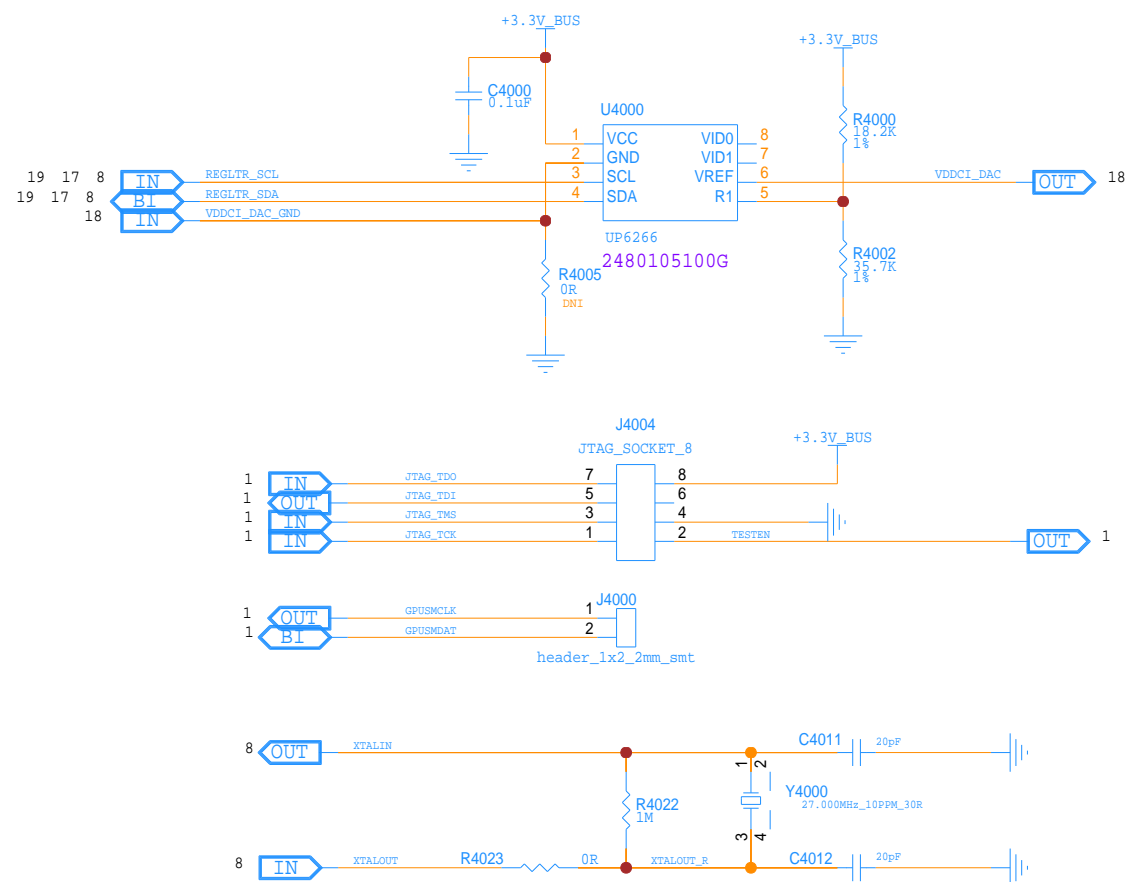 +3.3V_BUS
+3.3V_BUS
C4000
0.1uF
U4000
R4000
18.2K
1%
1 VCC VID0 8
2 GND VID1 7
19 17 8 IN REGLTR_SCL 3 SCL VREF 6 VDDCI_DAC OUT 18
19 17 8 BI REGLTR_SDA 4 SDA R1 5
18 IN VDDCI_DAC_GND
UP6266
2480105100G
R4002
35.7K
1%
R4005
0R
DNI
J4004
JTAG_SOCKET_8
+3.3V_BUS
1 IN JTAG_TDO 7 8
1 OUT JTAG_TDI 5 6
1 IN JTAG_TMS 3 4
1 IN JTAG_TCK 1 2 TESTEN OUT 1
J4000
1 OUT GPUSMCLK 1
1 BI GPUSMDAT 2
header_1x2_2mm_smt
8 OUT XTALIN C4011 20pF
1 2
R4022
1M
Y4000
27.000MHz_10PPM_30R
3 4
8 IN XTALOUT R4023 0R XTALOUT_R C4012 20pF